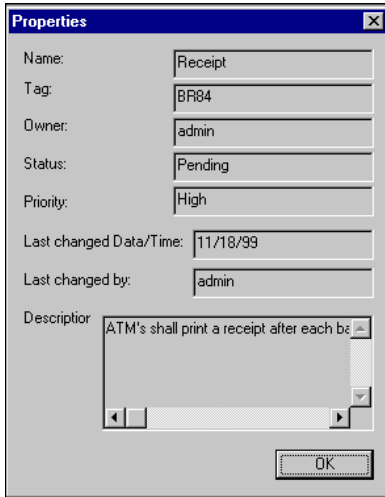 Properties
Name: Receipt
Tag: BR84
Owner: admin
Status: Pending
Priority: High
Last changed Data/Time: 11/18/99
Last changed by: admin
Descriptior ATM's shall print a receipt after each ba
OK